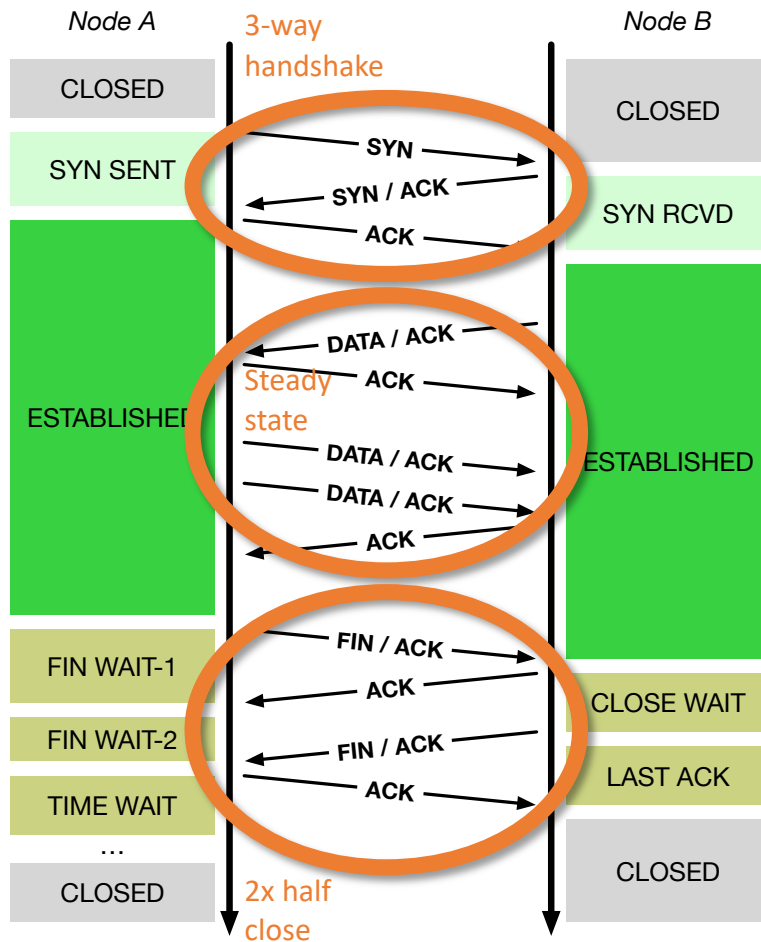 Node A
3-way
handshake
Node B
CLOSED
CLOSED
SYN
SYN SENT
SYN / ACK
SYN RCVD
ACK
DATA / ACK
Steady
state
ACK
ESTABLISHED
ESTABLISHED
DATA / ACK
DATA / ACK
ACK
FIN / ACK
FIN WAIT-1
ACK
CLOSE WAIT
FIN WAIT-2
FIN / ACK
LAST ACK
TIME WAIT
ACK
...
CLOSED
CLOSED
2x half
close